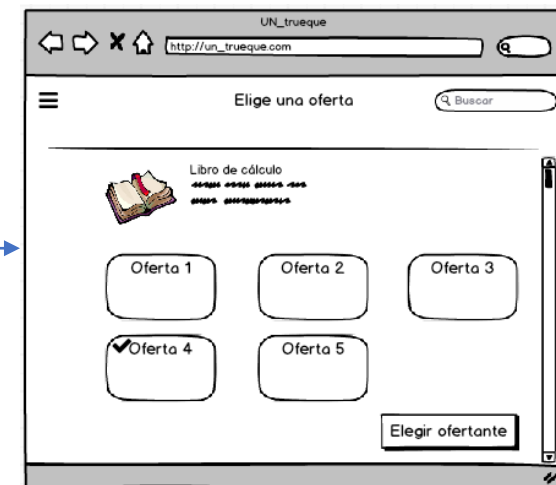 UN_trueque
http://un_trueque.com
Elige una oferta
Buscar
Libro de cálculo
Oferta 1
Oferta 2
Oferta 3
Oferta 4
Oferta 5
Elegir ofertante